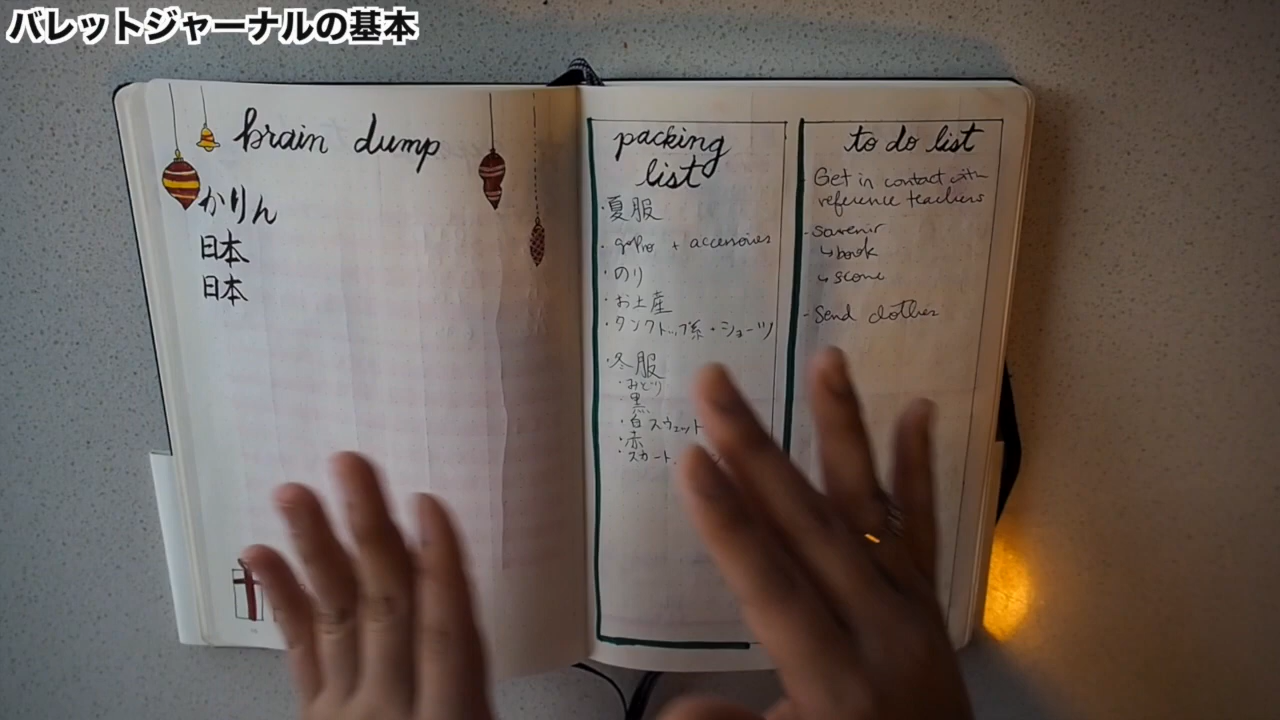 バレットジャーナルの基本
brain dump
かりん
日本
日本
packing
list
・夏服
・gopro + accessories
・のり
・お土産
・タンクトップ系・ショーツ
・冬服
・みどり
・黒
・白スウェット
・赤
・スカート
to do list
- Get in contact with
reference teachers
- souvenir
↳ book
↳ scone
- Send clothes